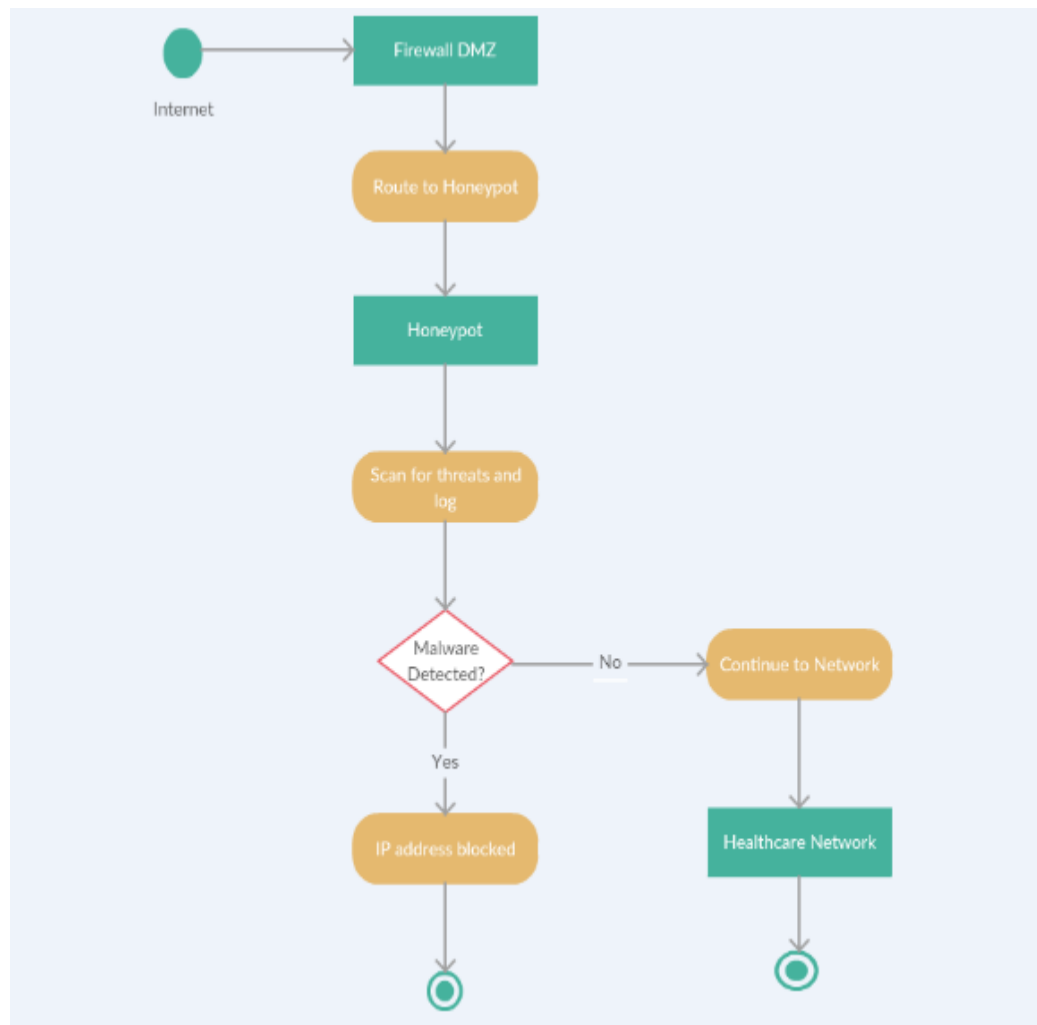 Firewall DMZ
Internet
Route to Honeypot
Honeypot
Scan for threats and
log
Malware
Detected?
No
Continue to Network
Yes
IP address blocked
Healthcare Network